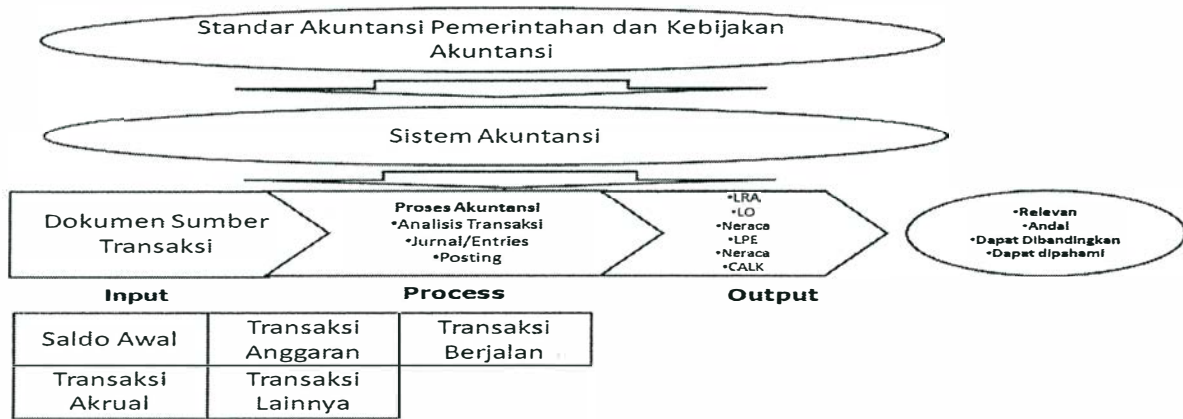 Standar Akuntansi Pemerintahan dan Kebijakan
Akuntansi
Sistem Akuntansi
Dokumen Sumber
Transaksi
Proses Akuntansi
•Analisis Transaksi
•Jurnal/Entries
•Posting
•LRA,
•LO
Neraca
•LPE
•Neraca
•CALK
•Relevan
•Andal
•Dapat Dibandingkan
•Dapat dipahami
Input
Process
Output
Saldo Awal
Transaksi
Anggaran
Transaksi
Berjalan
Transaksi
Akrual
Transaksi
Lainnya